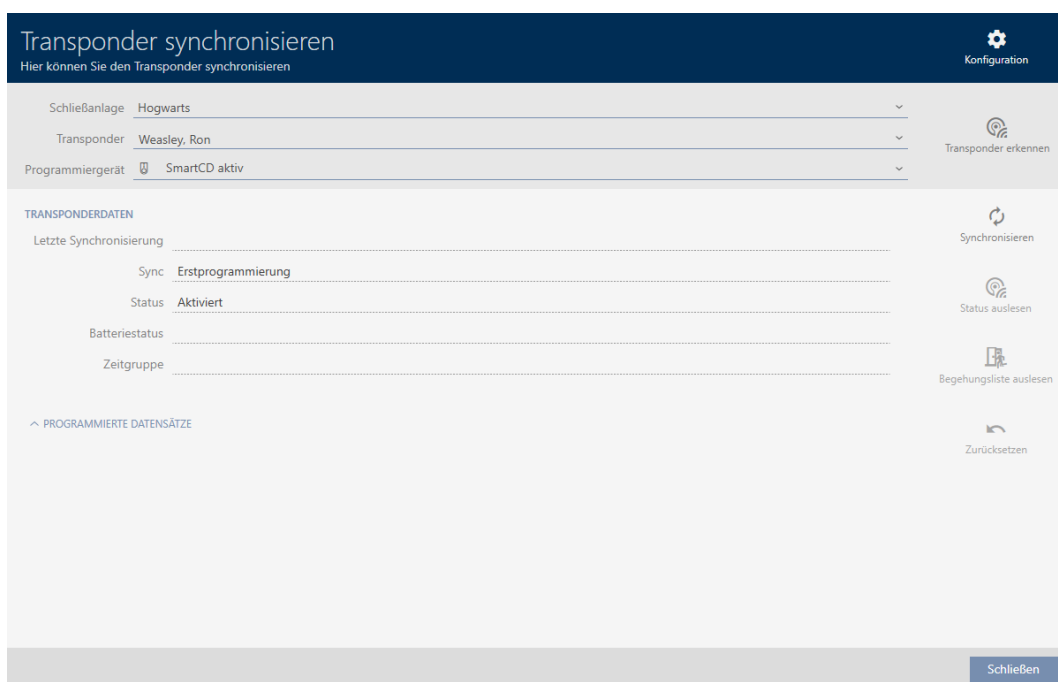 Transponder synchronisieren
Hier können Sie den Transponder synchronisieren
Konfiguration
Schließanlage Hogwarts
Transponder Weasley, Ron
Programmiergerät SmartCD aktiv
Transponder erkennen
TRANSPONDERDATEN
Letzte Synchronisierung
Sync Erstprogrammierung
Status Aktiviert
Batteriestatus
Zeitgruppe
PROGRAMMIERTE DATENSÄTZE
Synchronisieren
Status auslesen
Begehungsliste auslesen
Zurücksetzen
Schließen